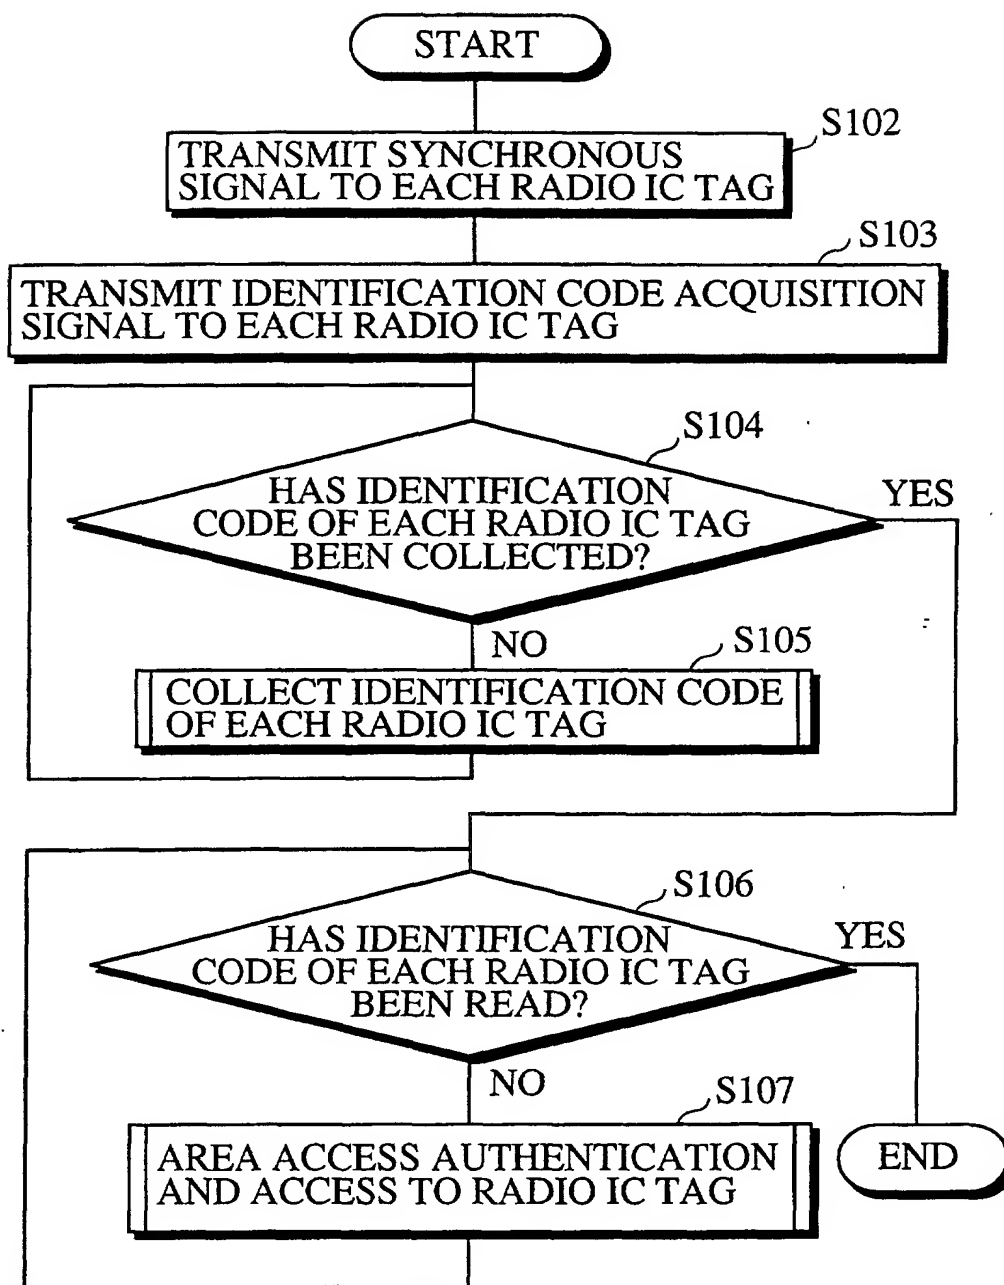 START
S102
TRANSMIT SYNCHRONOUS
SIGNAL TO EACH RADIO IC TAG
S103
TRANSMIT IDENTIFICATION CODE ACQUISITION
SIGNAL TO EACH RADIO IC TAG
S104
HAS IDENTIFICATION
CODE OF EACH RADIO IC TAG
BEEN COLLECTED?
YES
NO
S105
COLLECT IDENTIFICATION CODE
OF EACH RADIO IC TAG
S106
HAS IDENTIFICATION
CODE OF EACH RADIO IC TAG
BEEN READ?
YES
NO
S107
AREA ACCESS AUTHENTICATION
AND ACCESS TO RADIO IC TAG
END